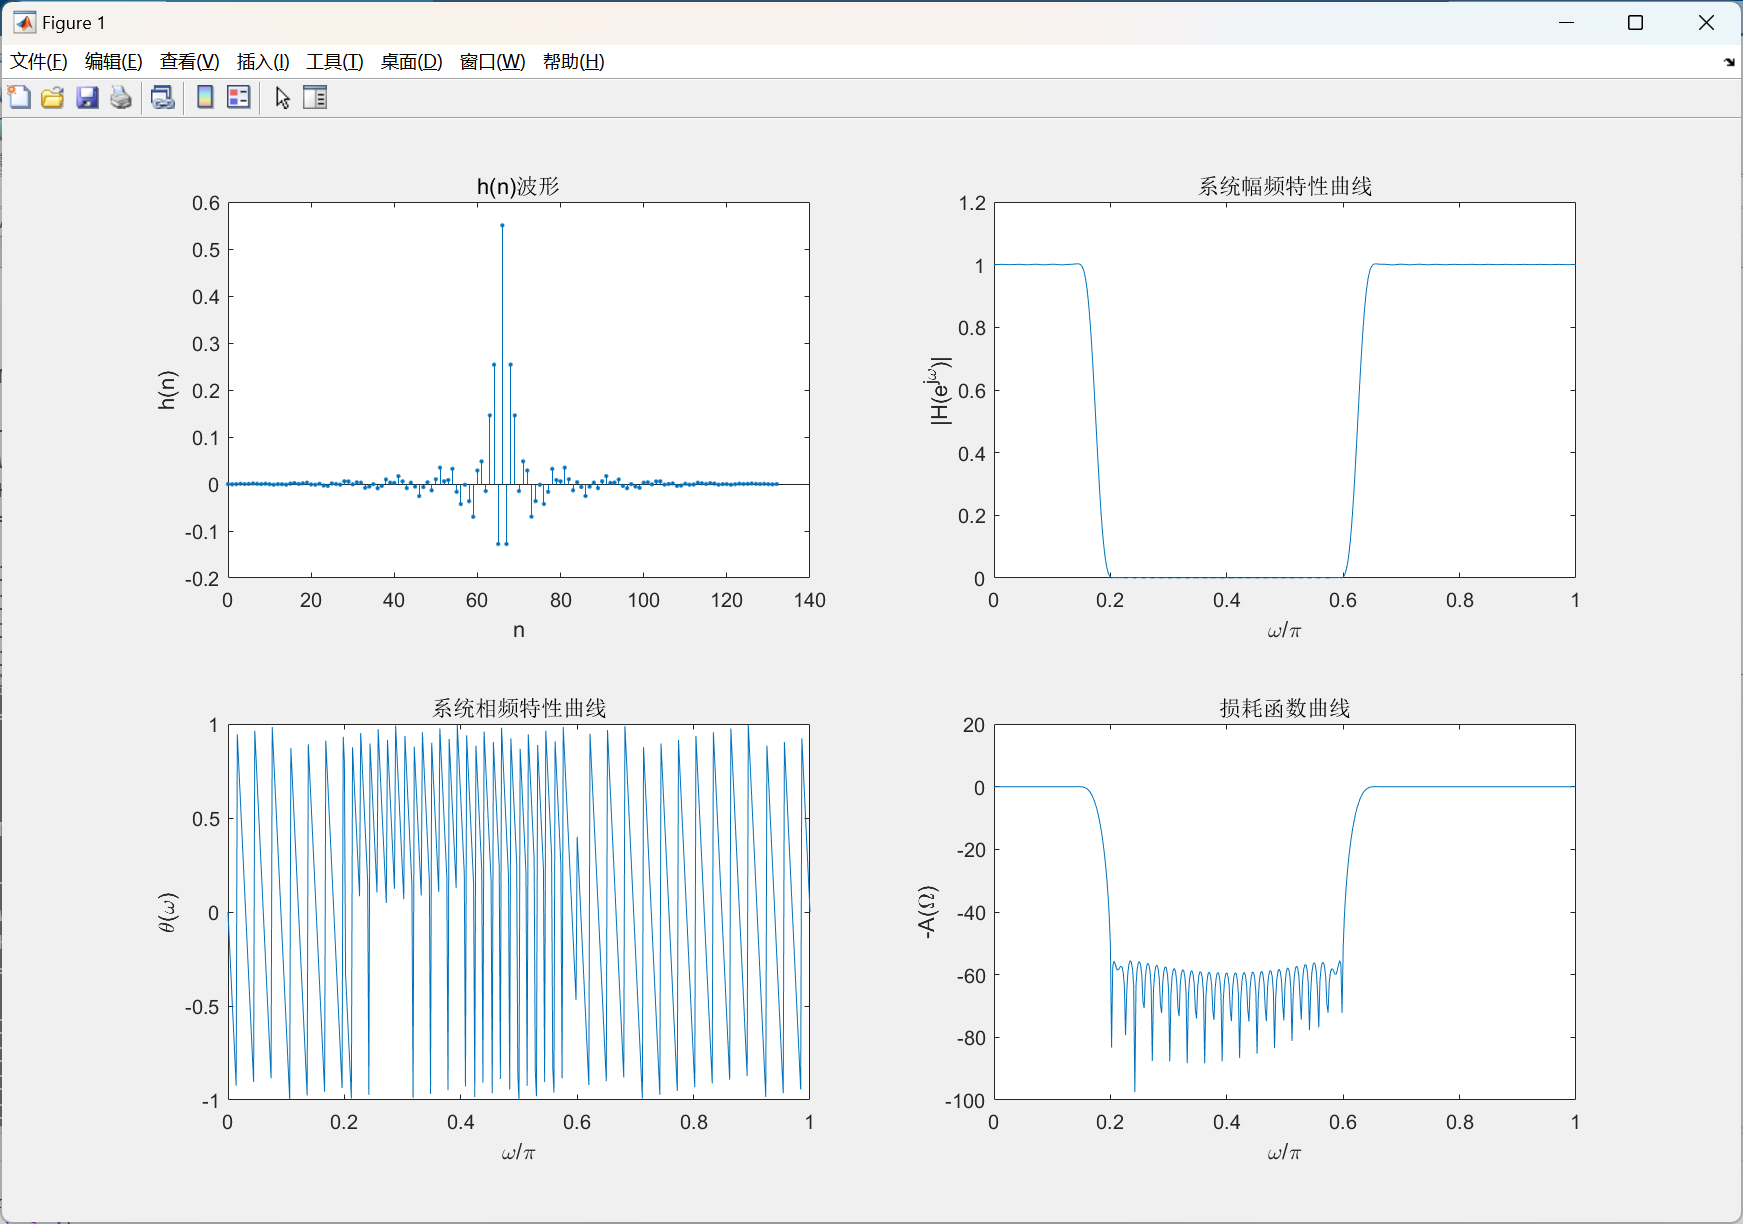 Figure 1
文件(F) 编辑(E) 查看(V) 插入(I) 工具(T) 桌面(D) 窗口(W) 帮助(H)
h(n)波形
0.6
0.5
0.4
0.3
0.2
0.1
0
-0.1
-0.2
h(n)
0 20 40 60 80 100 120 140
n
系统幅频特性曲线
1.2
1
0.8
0.6
0.4
0.2
0
|H(e^jω)|
0 0.2 0.4 0.6 0.8 1
ω/π
系统相频特性曲线
1
0.5
0
-0.5
-1
θ(ω)
0 0.2 0.4 0.6 0.8 1
ω/π
损耗函数曲线
20
0
-20
-40
-60
-80
-100
-A(Ω)
0 0.2 0.4 0.6 0.8 1
ω/π